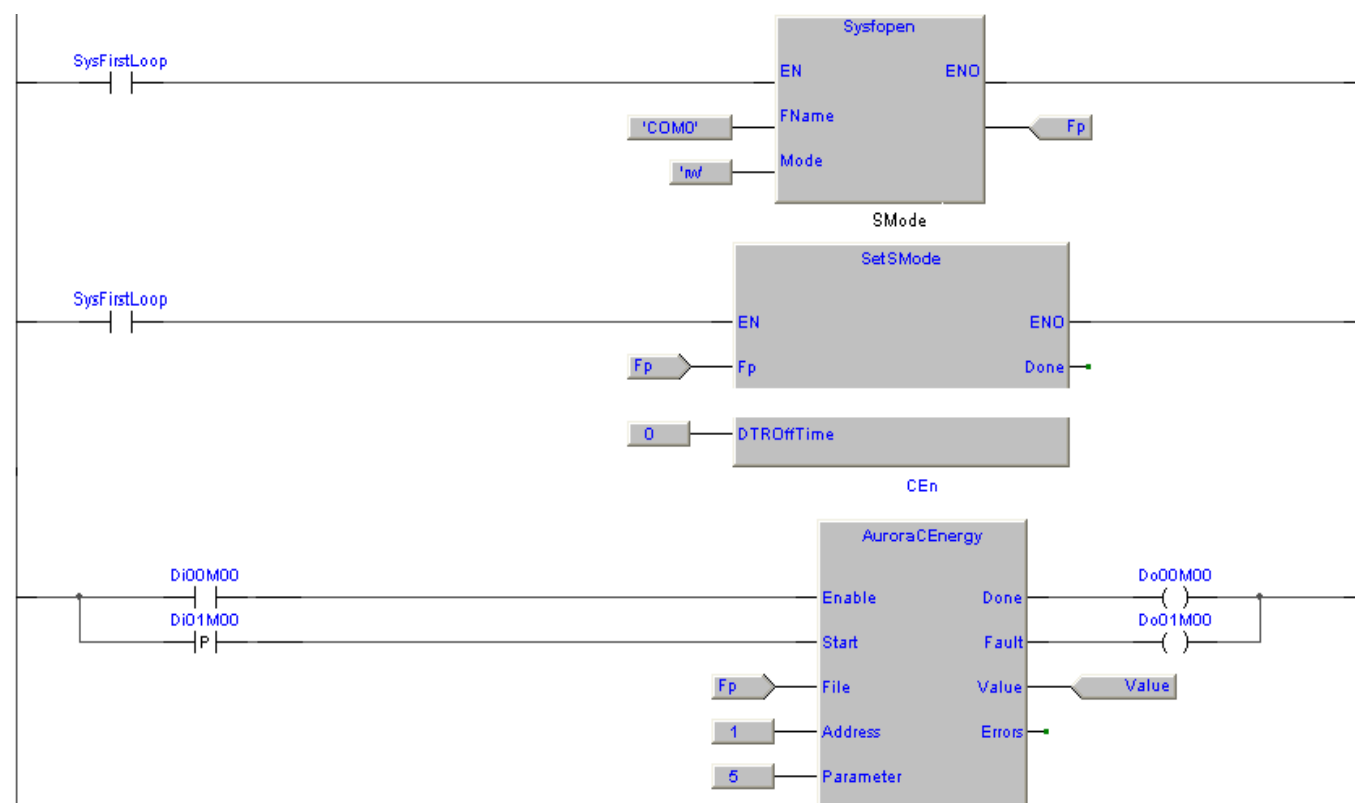 Sysfopen
SysFirstLoop
EN ENO
'COM0' FName Fp
'rw' Mode
SMode
SetSMode
SysFirstLoop
EN ENO
Fp Fp Done
0 DTROffTime
CEn
AuroraCEnergy
Di00M00 Do00M00
Enable Done
Di01M00 Do01M00
P Start Fault
Fp File Value Value
1 Address Errors
5 Parameter